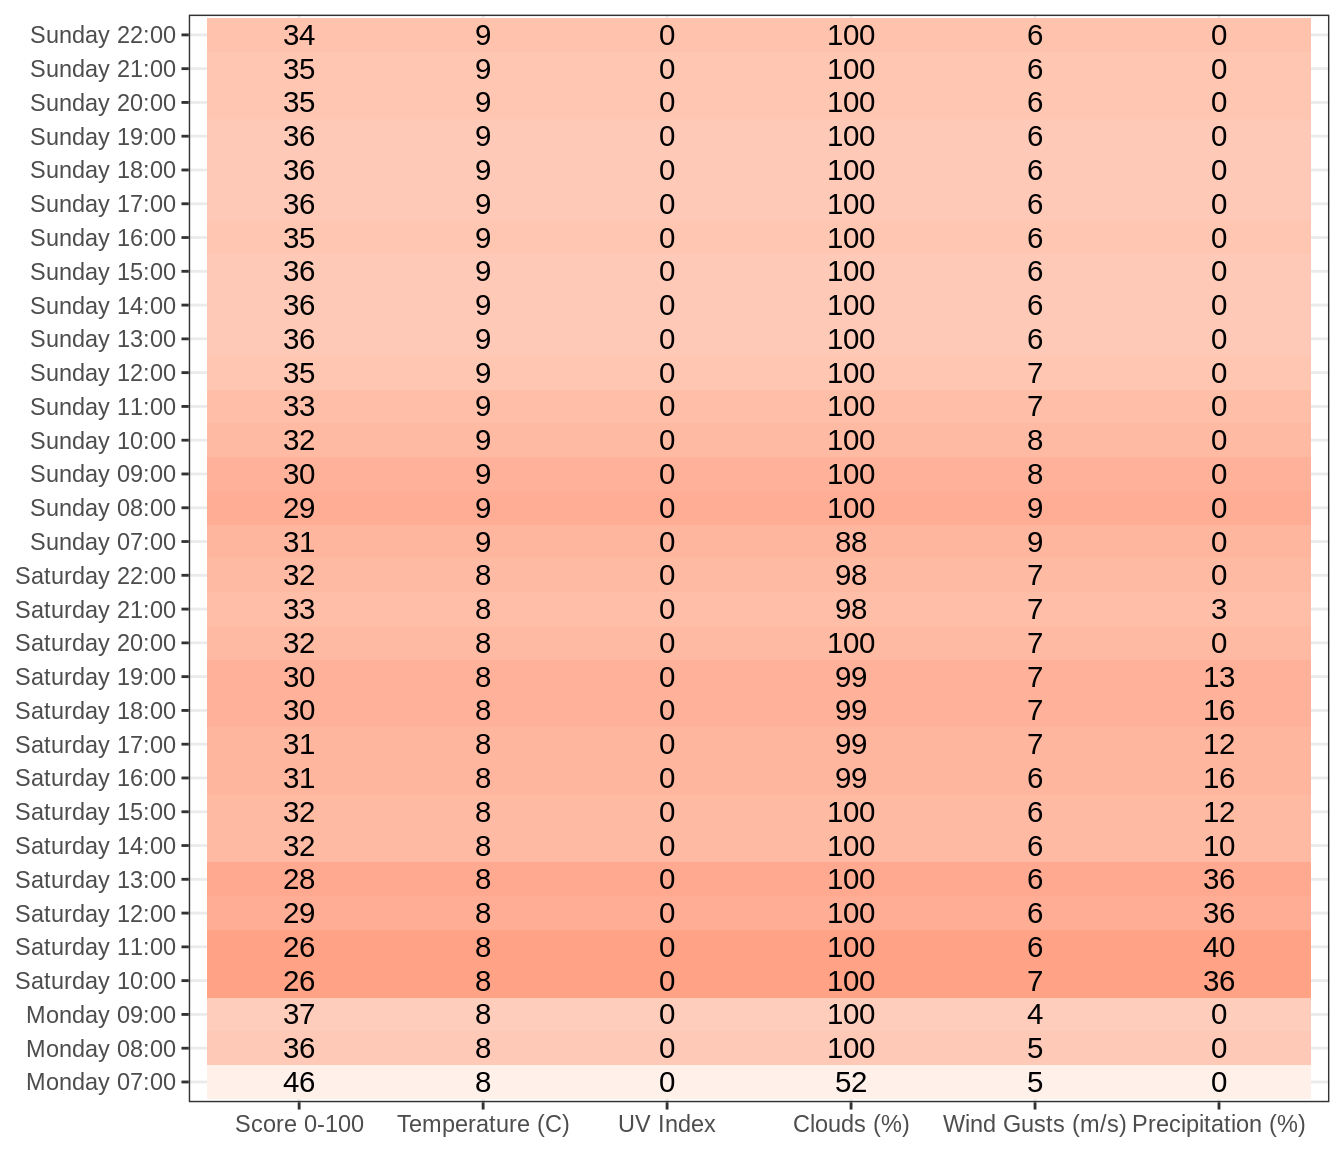 Sunday 22:00 34 9 0 100 6 0
Sunday 21:00 35 9 0 100 6 0
Sunday 20:00 35 9 0 100 6 0
Sunday 19:00 36 9 0 100 6 0
Sunday 18:00 36 9 0 100 6 0
Sunday 17:00 36 9 0 100 6 0
Sunday 16:00 35 9 0 100 6 0
Sunday 15:00 36 9 0 100 6 0
Sunday 14:00 36 9 0 100 6 0
Sunday 13:00 36 9 0 100 6 0
Sunday 12:00 35 9 0 100 7 0
Sunday 11:00 33 9 0 100 7 0
Sunday 10:00 32 9 0 100 8 0
Sunday 09:00 30 9 0 100 8 0
Sunday 08:00 29 9 0 100 9 0
Sunday 07:00 31 9 0 88 9 0
Saturday 22:00 32 8 0 98 7 0
Saturday 21:00 33 8 0 98 7 3
Saturday 20:00 32 8 0 100 7 0
Saturday 19:00 30 8 0 99 7 13
Saturday 18:00 30 8 0 99 7 16
Saturday 17:00 31 8 0 99 7 12
Saturday 16:00 31 8 0 99 6 16
Saturday 15:00 32 8 0 100 6 12
Saturday 14:00 32 8 0 100 6 10
Saturday 13:00 28 8 0 100 6 36
Saturday 12:00 29 8 0 100 6 36
Saturday 11:00 26 8 0 100 6 40
Saturday 10:00 26 8 0 100 7 36
Monday 09:00 37 8 0 100 4 0
Monday 08:00 36 8 0 100 5 0
Monday 07:00 46 8 0 52 5 0
Score 0-100 Temperature (C) UV Index Clouds (%) Wind Gusts (m/s) Precipitation (%)